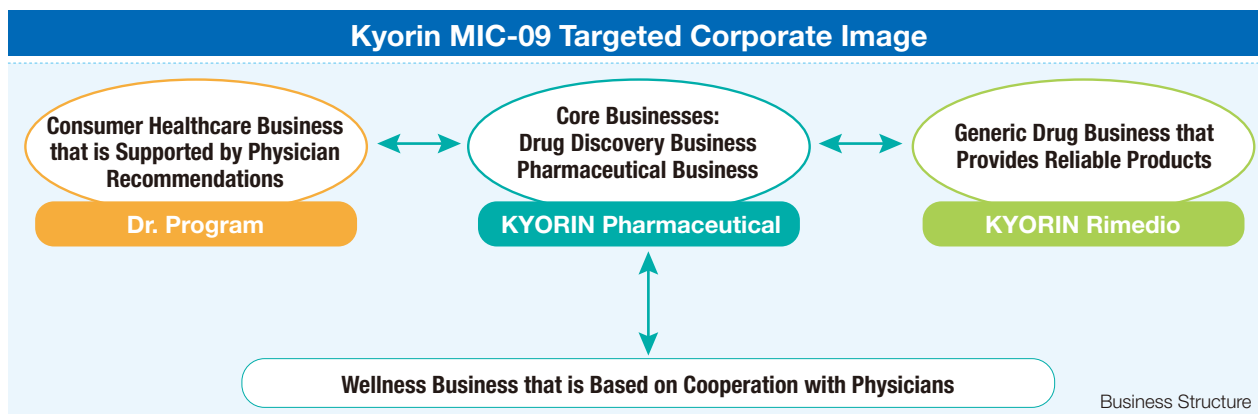 Kyorin MIC-09 Targeted Corporate Image
Consumer Healthcare Business
that is Supported by Physician
Recommendations
Dr. Program
Core Businesses:
Drug Discovery Business
Pharmaceutical Business
KYORIN Pharmaceutical
Generic Drug Business that
Provides Reliable Products
KYORIN Rimedio
Wellness Business that is Based on Cooperation with Physicians
Business Structure